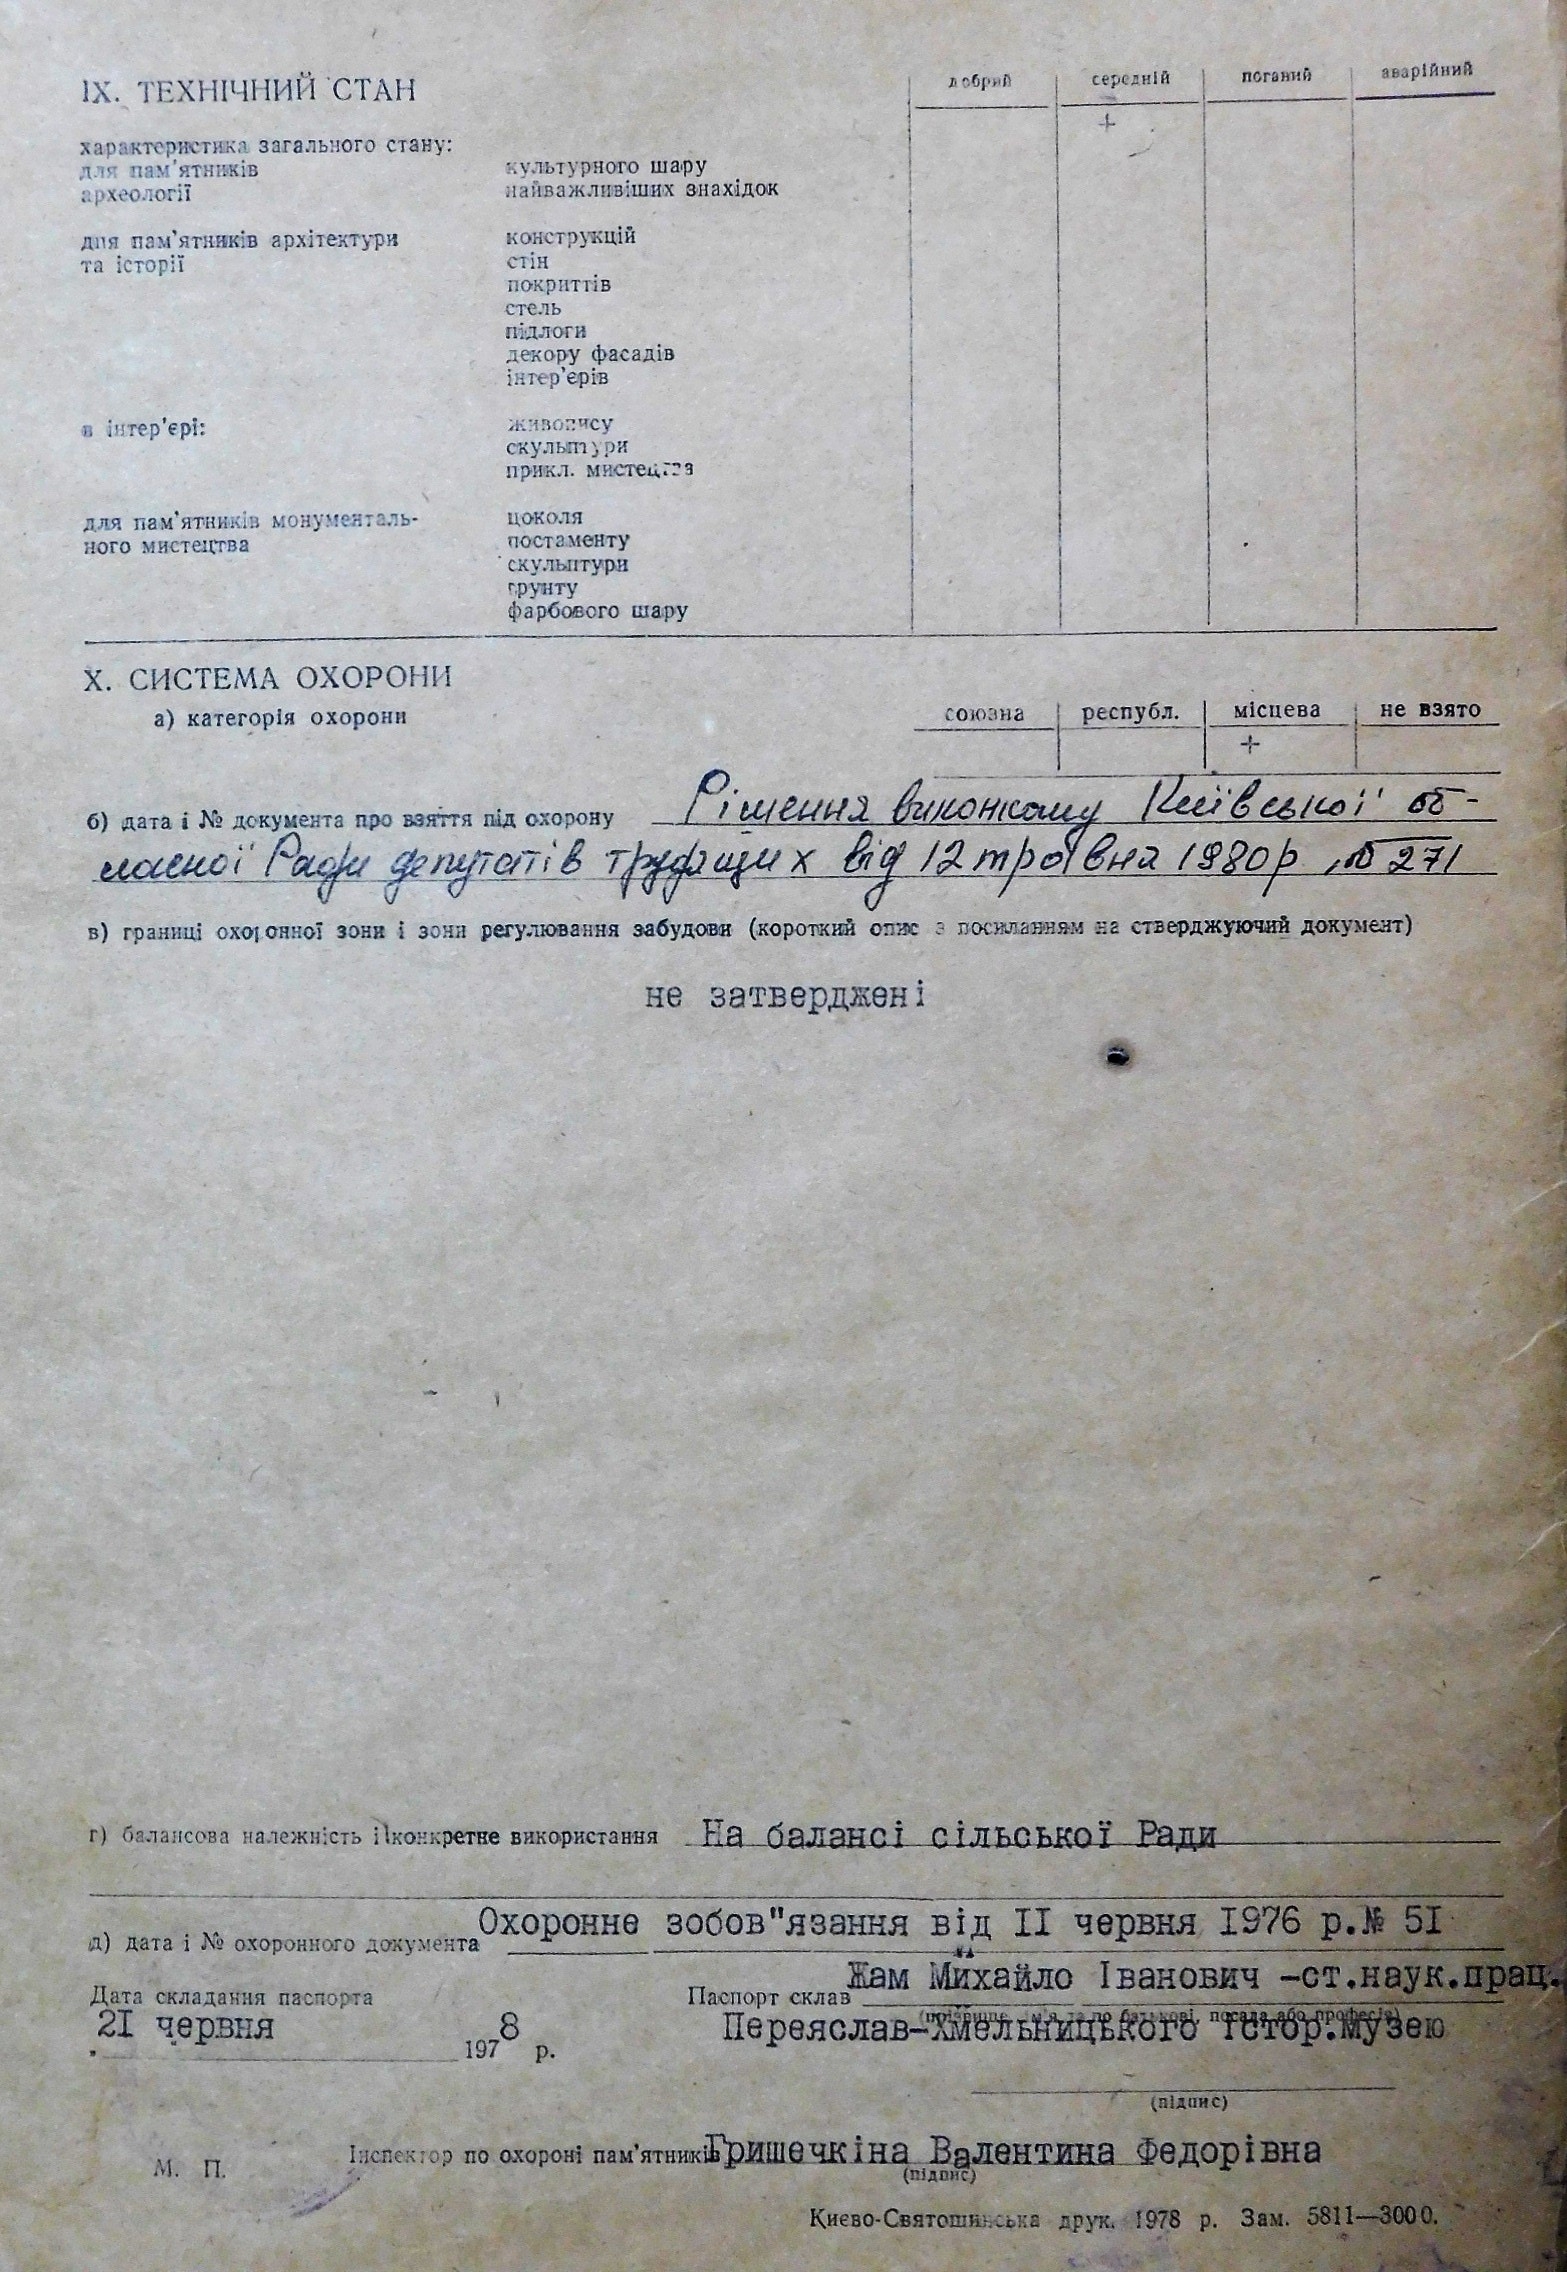 ІХ. ТЕХНІЧНИЙ СТАН
добрий середній поганий аварійний
+
характеристика загального стану:
для пам'ятників культурного шару
археології найважливіших знахідок
для пам'ятників архітектури конструкцій
та історії стін
покриттів
стель
підлоги
декору фасадів
інтер'єрів
в інтер'єрі: живопису
скульптури
прикл. мистецтва
для пам'ятників монументаль- цоколя
ного мистецтва постаменту
скульптури
грунту
фарбового шару
Х. СИСТЕМА ОХОРОНИ
а) категорія охорони союзна республ. місцева не взято
+
б) дата і № документа про взяття під охорону Рішення виконкому Київської об-
ласної Ради депутатів трудящих від 12 травня 1980р, № 271
в) границі охоронної зони і зони регулювання забудови (короткий опис з посиланням на стверджуючий документ)
не затверджені
г) балансова належність і конкретне використання На балансі сільської Ради
д) дата і № охоронного документа Охоронне зобов"язання від II червня I976 р.№ 5I
Дата складання паспорта Паспорт склав Жам Михайло Іванович -ст.наук.прац.
(прізвище, ім'я та по батькові, посада або професія)
2I червня 1978 р. Переяслав-Хмельницького істор.музею
(підпис)
М. П. Інспектор по охороні пам'ятників Гришечкіна Валентина Федорівна
(підпис)
Києво-Святошинська друк. 1978 р. Зам. 5811—3000.